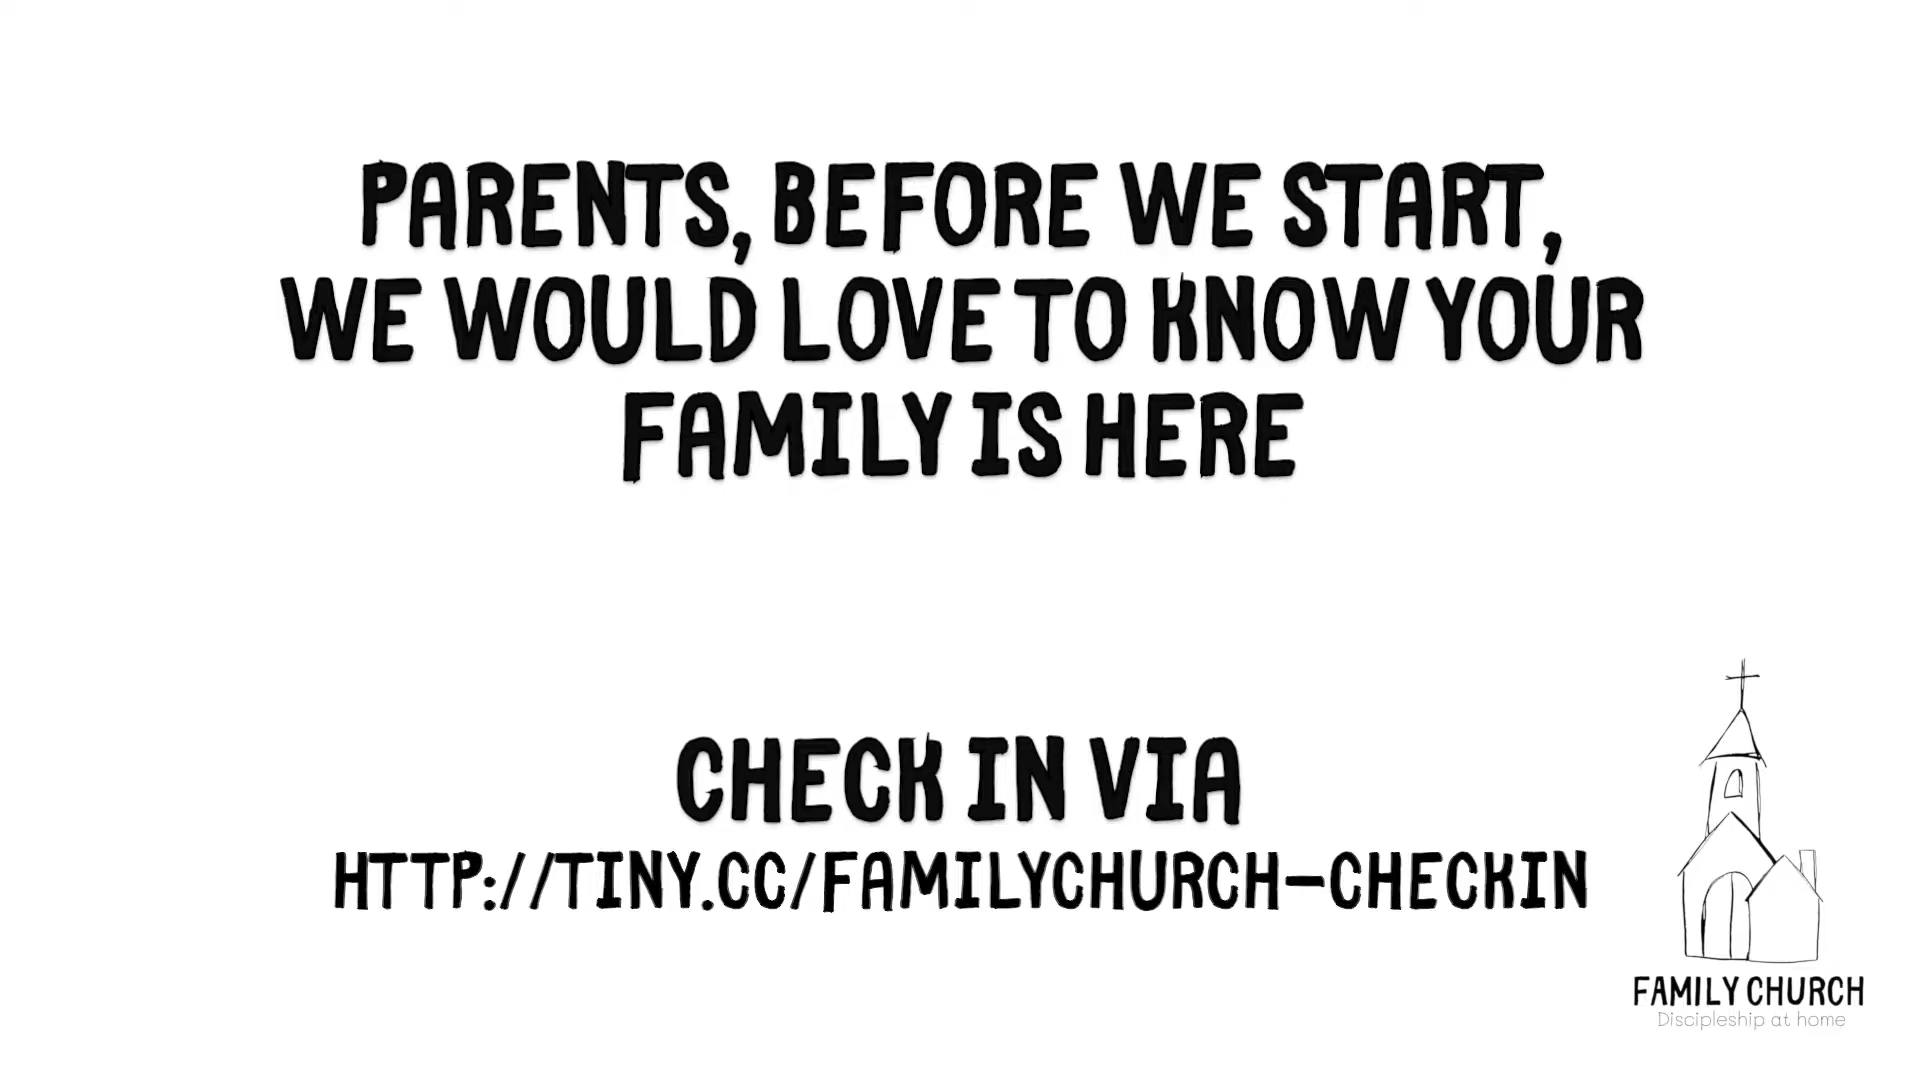 PARENTS, BEFORE WE START,
WE WOULD LOVE TO KNOW YOUR
FAMILY IS HERE
CHECK IN VIA
HTTP://TINY.CC/FAMILYCHURCH-CHECKIN
FAMILY CHURCH
Discipleship at home